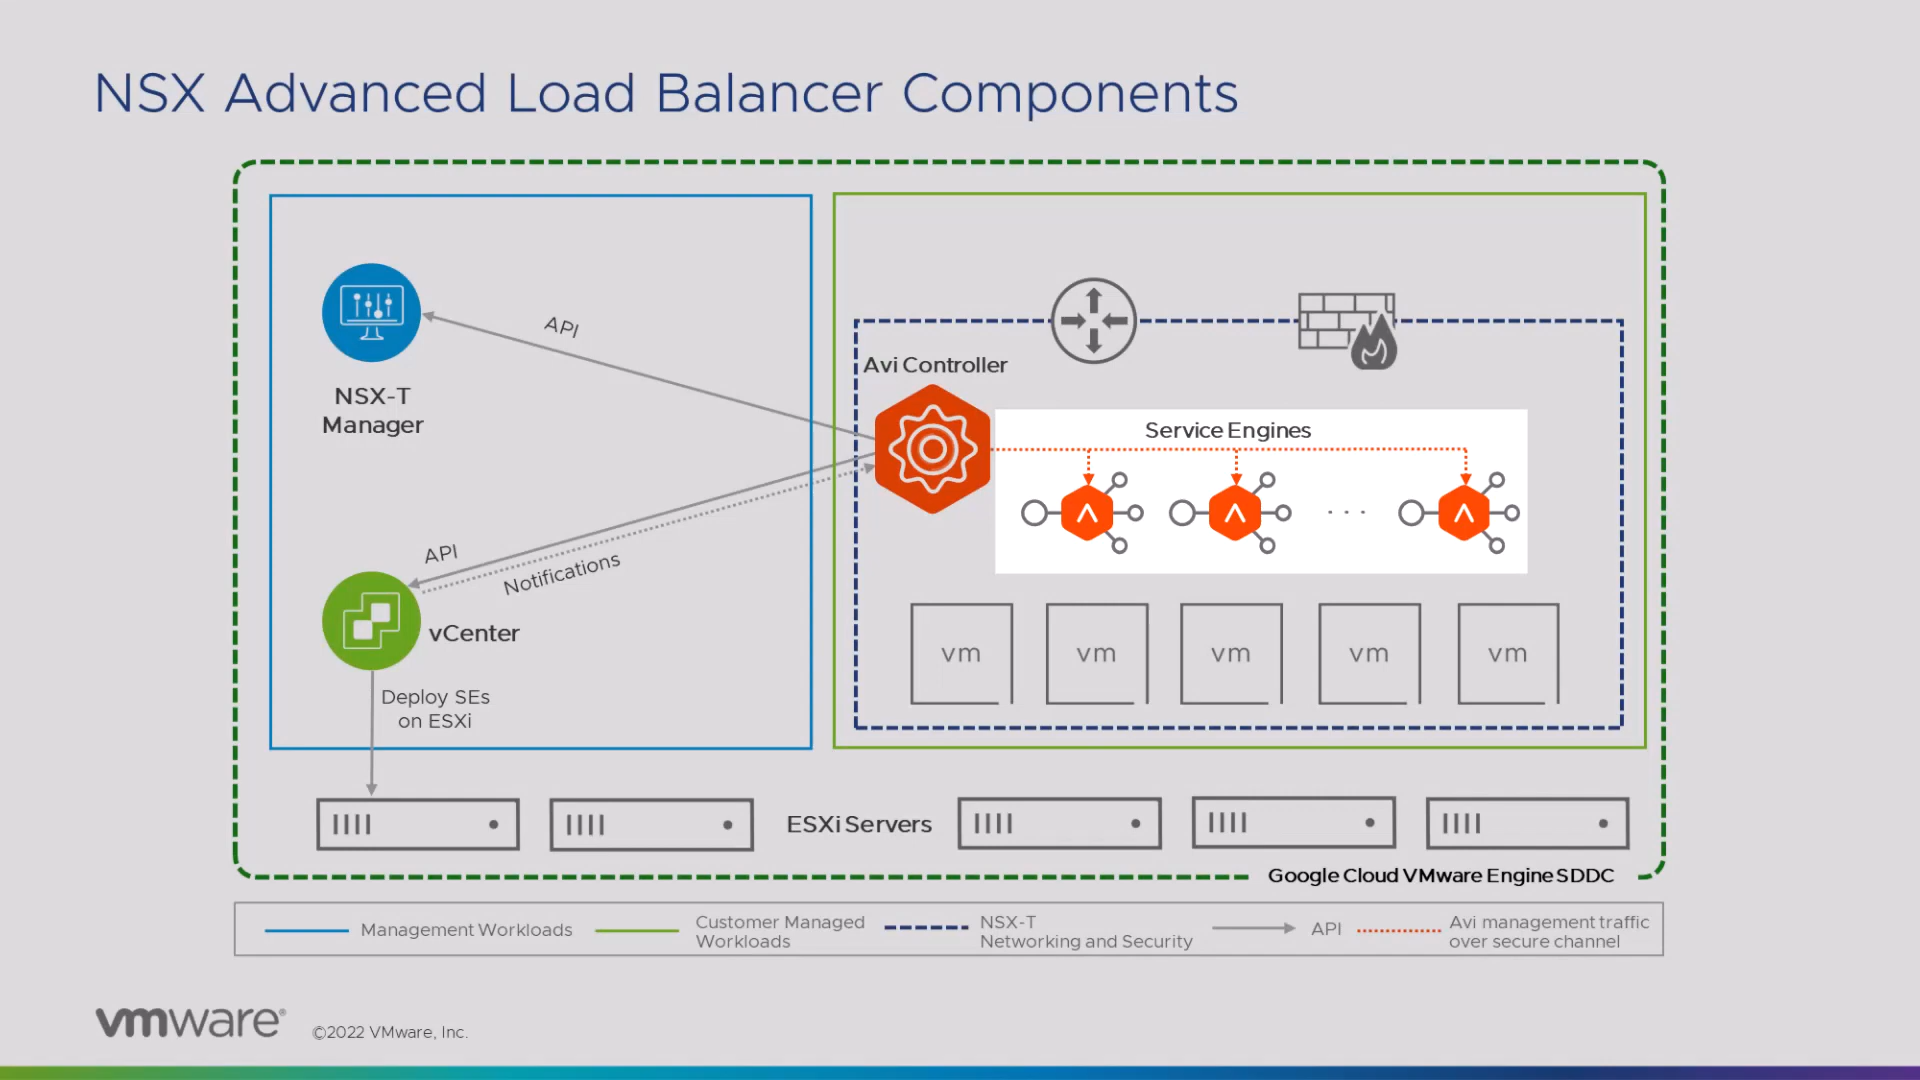 NSX Advanced Load Balancer Components
API
Avi Controller
NSX-T
Manager
Service Engines
API
Notifications
vCenter
vm
vm
vm
vm
vm
Deploy SEs
on ESXi
ESXi Servers
Google Cloud VMware Engine SDDC
Management Workloads
Customer Managed
Workloads
NSX-T
Networking and Security
API
Avi management traffic
over secure channel
vmware®
©2022 VMware, Inc.